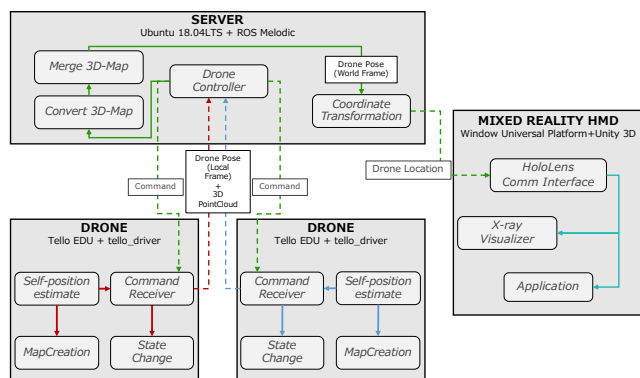 SERVER
Ubuntu 18.04LTS + ROS Melodic
Merge 3D-Map
Convert 3D-Map
Drone
Controller
Drone Pose
(World Frame)
Coordinate
Transformation
MIXED REALITY HMD
Window Universal Platform+Unity 3D
HoloLens
Comm Interface
X-ray
Visualizer
Application
Drone Location
Command
Drone Pose
(Local
Frame)
+
3D
PointCloud
Command
DRONE
Tello EDU + tello_driver
Self-position
estimate
Command
Receiver
MapCreation
State
Change
DRONE
Tello EDU + tello_driver
Command
Receiver
Self-position
estimate
State
Change
MapCreation